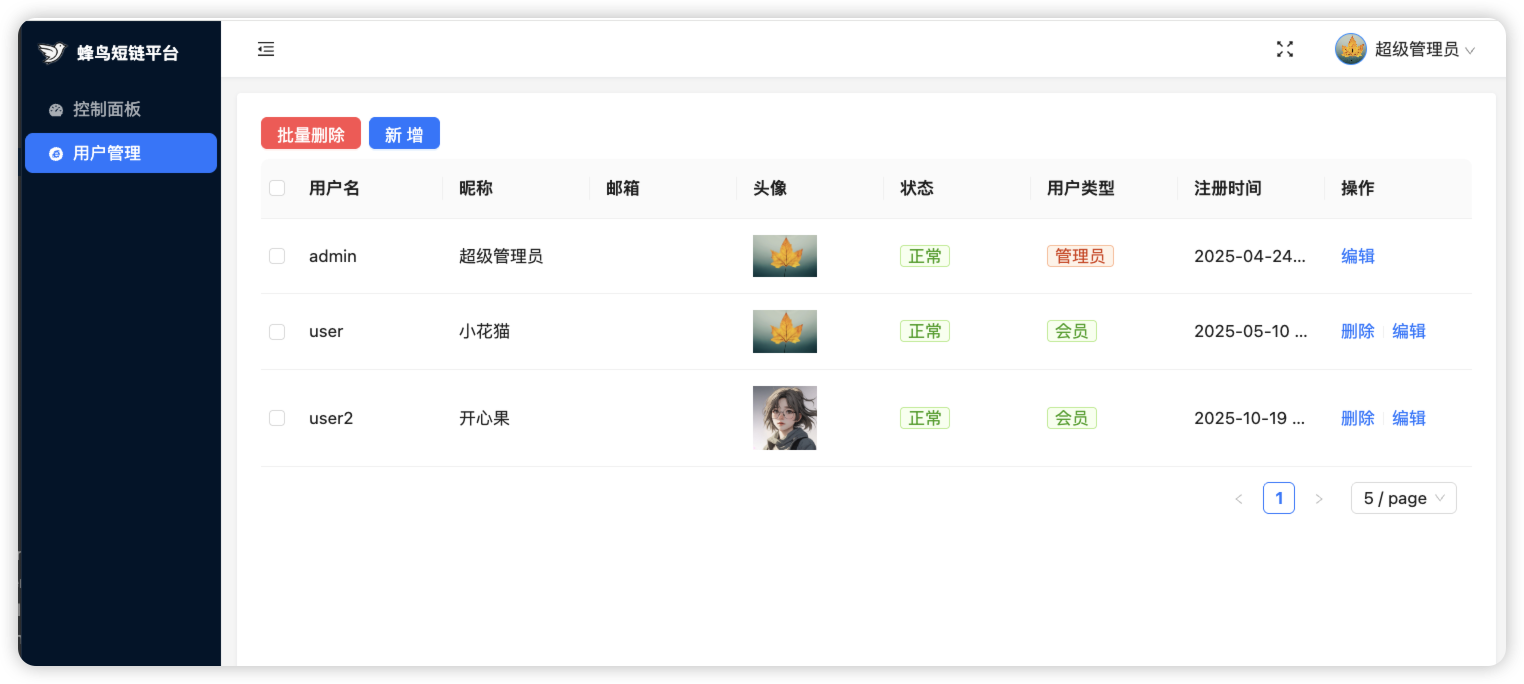 蜂鸟短链平台
超级管理员
控制面板
用户管理
批量删除 新 增
用户名 昵称 邮箱 头像 状态 用户类型 注册时间 操作
admin 超级管理员 正常 管理员 2025-04-24... 编辑
user 小花猫 正常 会员 2025-05-10 ... 删除 编辑
user2 开心果 正常 会员 2025-10-19 ... 删除 编辑
< 1 > 5 / page